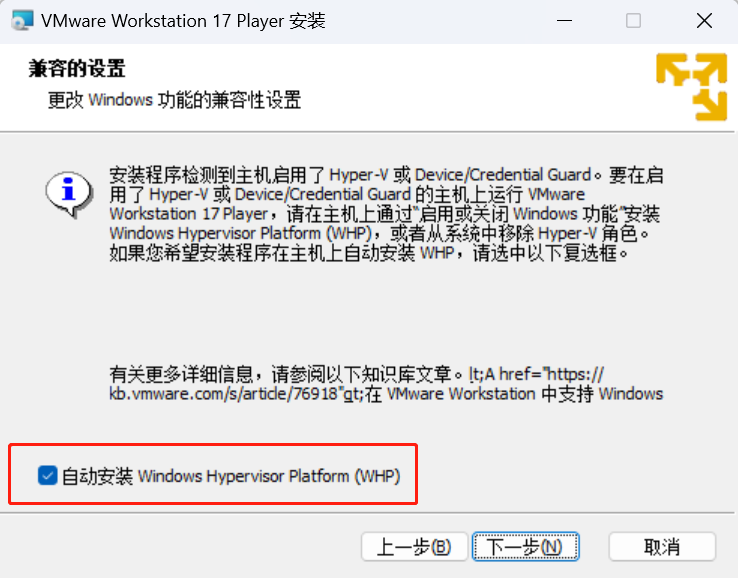 VMware Workstation 17 Player 安装
兼容的设置
更改 Windows 功能的兼容性设置
安装程序检测到主机启用了 Hyper-V 或 Device/Credential Guard。要在启
用了 Hyper-V 或 Device/Credential Guard 的主机上运行 VMware
Workstation 17 Player，请在主机上通过“启用或关闭 Windows 功能”安装
Windows Hypervisor Platform (WHP)，或者从系统中移除 Hyper-V 角色。
如果您希望安装程序在主机上自动安装 WHP，请选中以下复选框。
有关更多详细信息，请参阅以下知识库文章。lt;A href="https://
kb.vmware.com/s/article/76918"gt;在 VMware Workstation 中支持 Windows
自动安装 Windows Hypervisor Platform (WHP)
上一步(B)
下一步(N)
取消